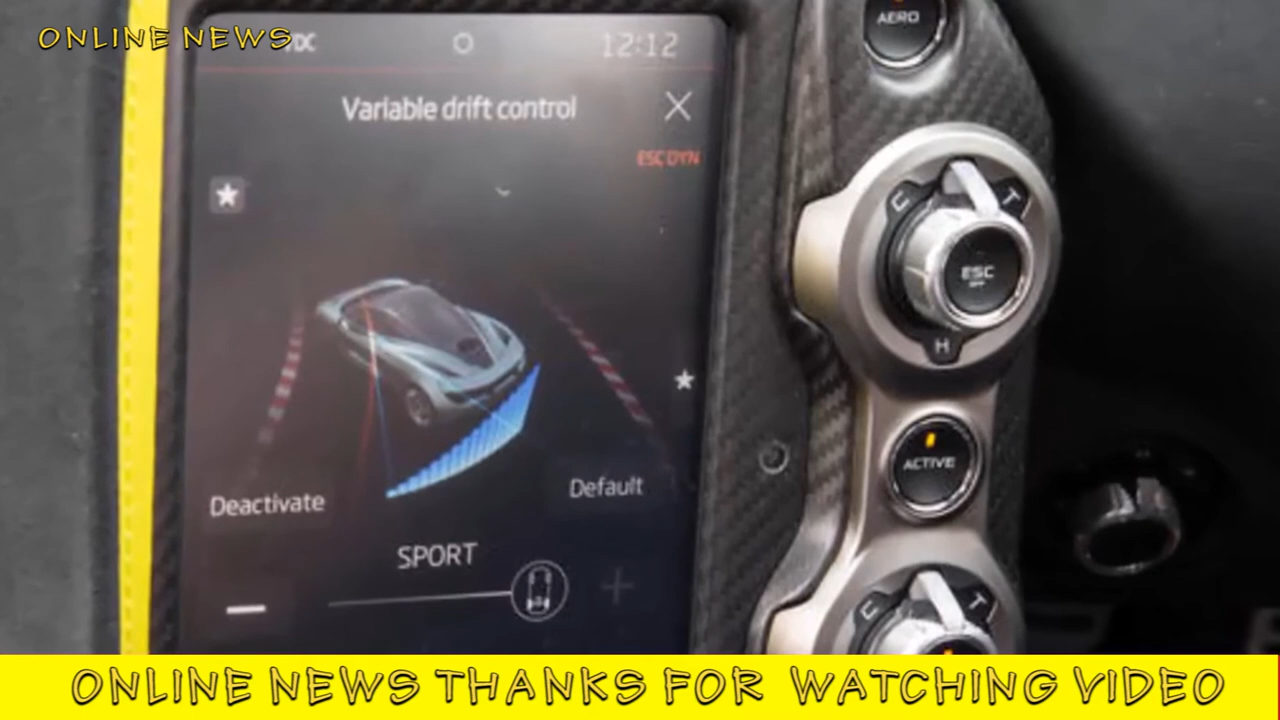 ONLINE NEWS
12:12
AERO
Variable drift control
ESC DYN
C
T
ESC
OFF
H
ACTIVE
Deactivate
Default
SPORT
C
T
ONLINE NEWS THANKS FOR WATCHING VIDEO